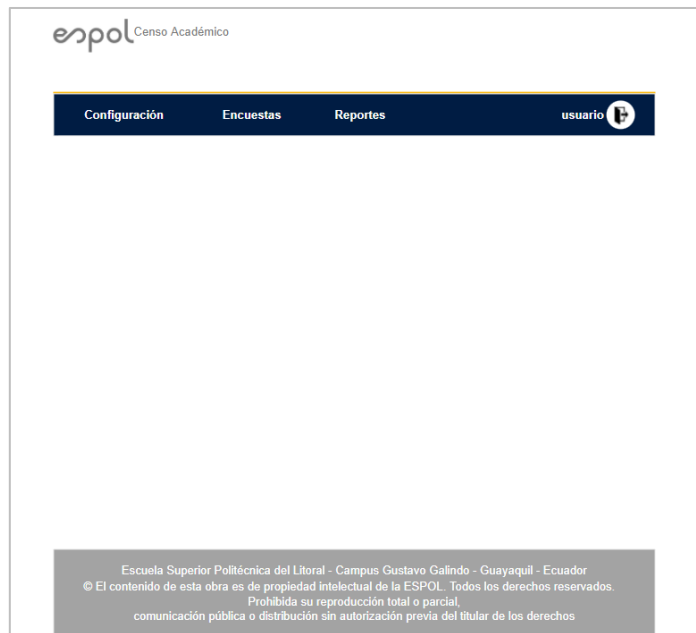 espol Censo Académico
Configuración Encuestas Reportes usuario
Escuela Superior Politécnica del Litoral - Campus Gustavo Galindo - Guayaquil - Ecuador
© El contenido de esta obra es de propiedad intelectual de la ESPOL. Todos los derechos reservados.
Prohibida su reproducción total o parcial,
comunicación pública o distribución sin autorización previa del titular de los derechos